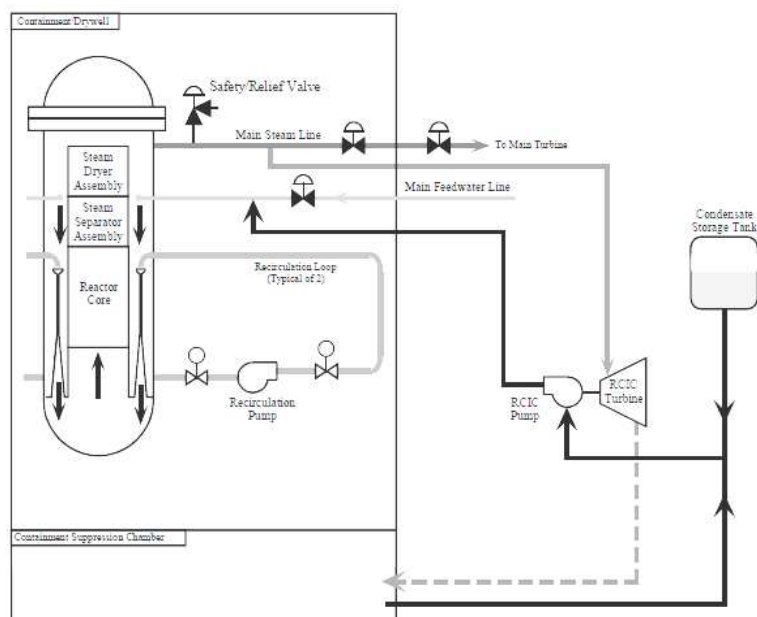 Containment/Drywell
Safety/Relief Valve
Main Steam Line
To Main Turbine
Steam
Dryer
Assembly
Main Feedwater Line
Steam
Separator
Assembly
Condensate
Storage Tank
Recirculation Loop
(Typical of 2)
Reactor
Core
RCIC
Turbine
RCIC
Pump
Recirculation
Pump
Containment Suppression Chamber